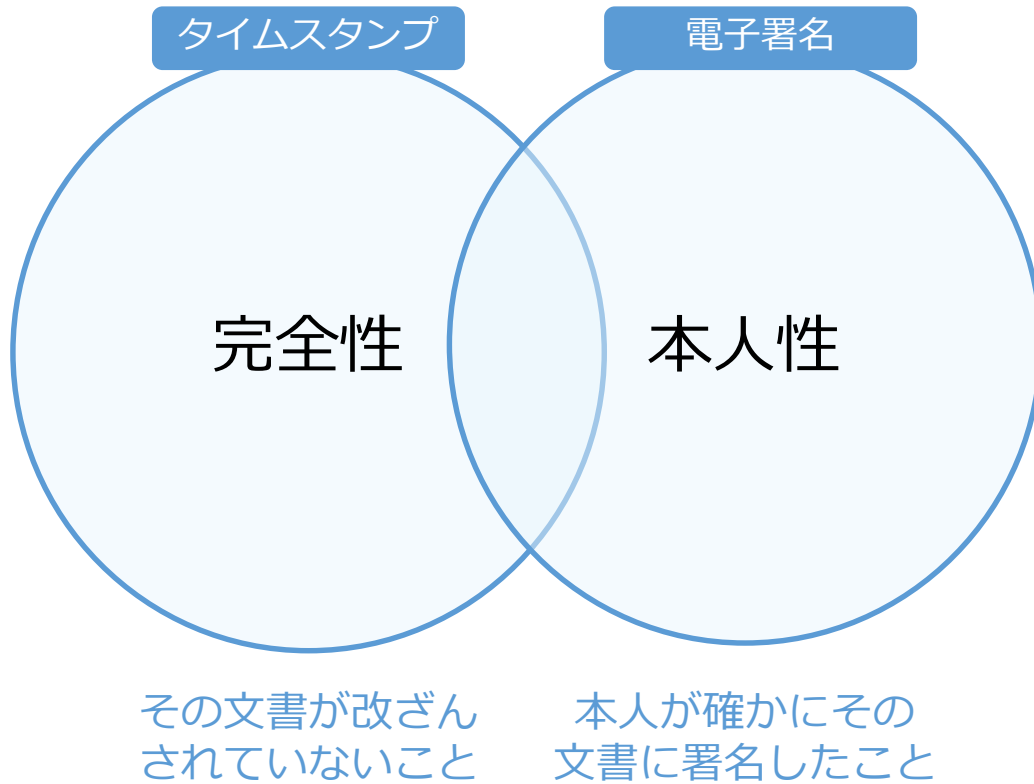 タイムスタンプ
電子署名
完全性
本人性
その文書が改ざん
されていないこと
本人が確かにその
文書に署名したこと